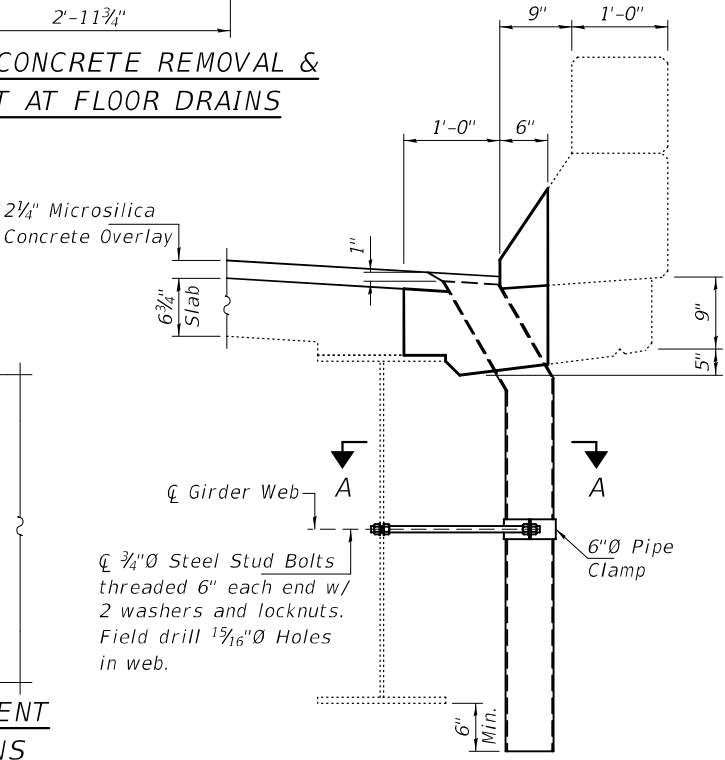 2'-11¾"
CONCRETE REMOVAL &
T AT FLOOR DRAINS
9"
1'-0"
1'-0"
6"
2¼" Microsilica
Concrete Overlay
1"
6¾"
Slab
9"
5"
A
A
℄ Girder Web
℄ ¾"Ø Steel Stud Bolts
threaded 6" each end w/
2 washers and locknuts.
Field drill ¹⁵⁄₁₆"Ø Holes
in web.
6"Ø Pipe
Clamp
6"
Min.
ENT
NS